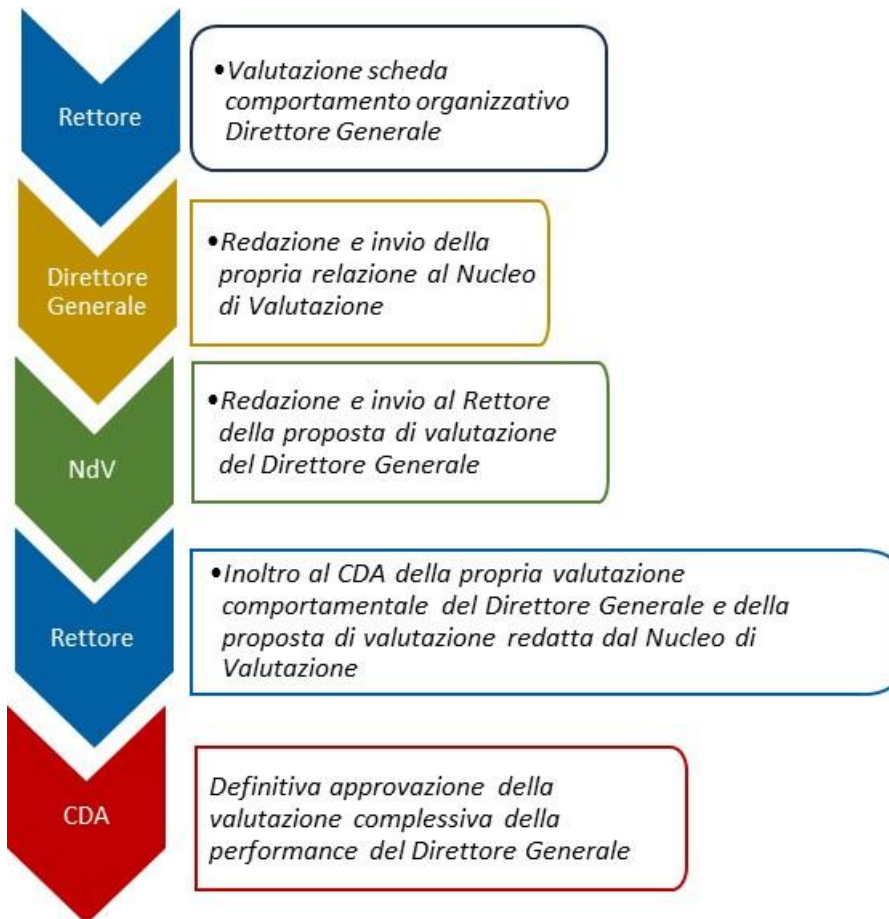 Rettore
•Valutazione scheda
comportamento organizzativo
Direttore Generale
Direttore
Generale
•Redazione e invio della
propria relazione al Nucleo
di Valutazione
NdV
•Redazione e invio al Rettore
della proposta di valutazione
del Direttore Generale
Rettore
•Inoltro al CDA della propria valutazione
comportamentale del Direttore Generale e della
proposta di valutazione redatta dal Nucleo di
Valutazione
CDA
Definitiva approvazione della
valutazione complessiva della
performance del Direttore Generale